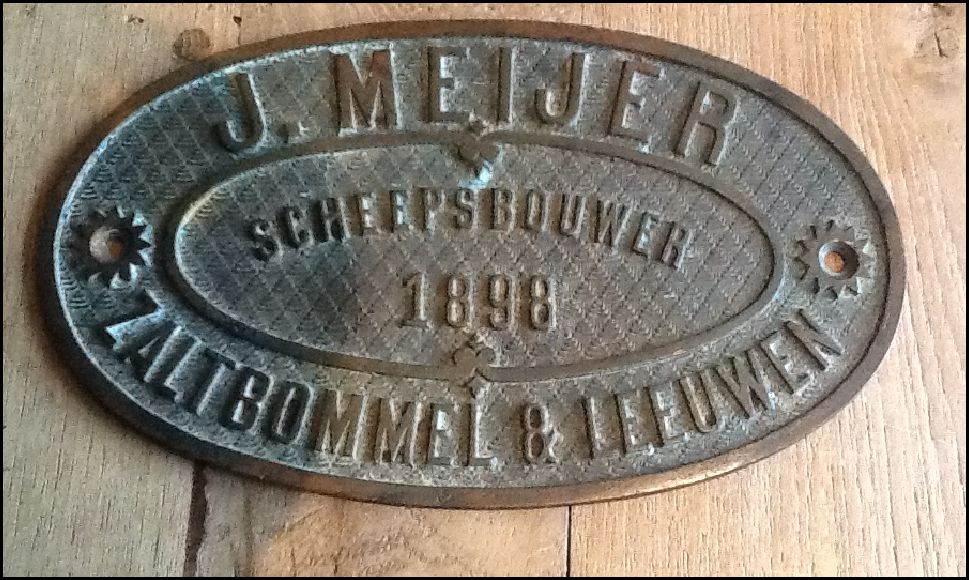 J. MEIJER
SCHEEPSBOUWER
1898
ZALTBOMMEL & LEEUWEN